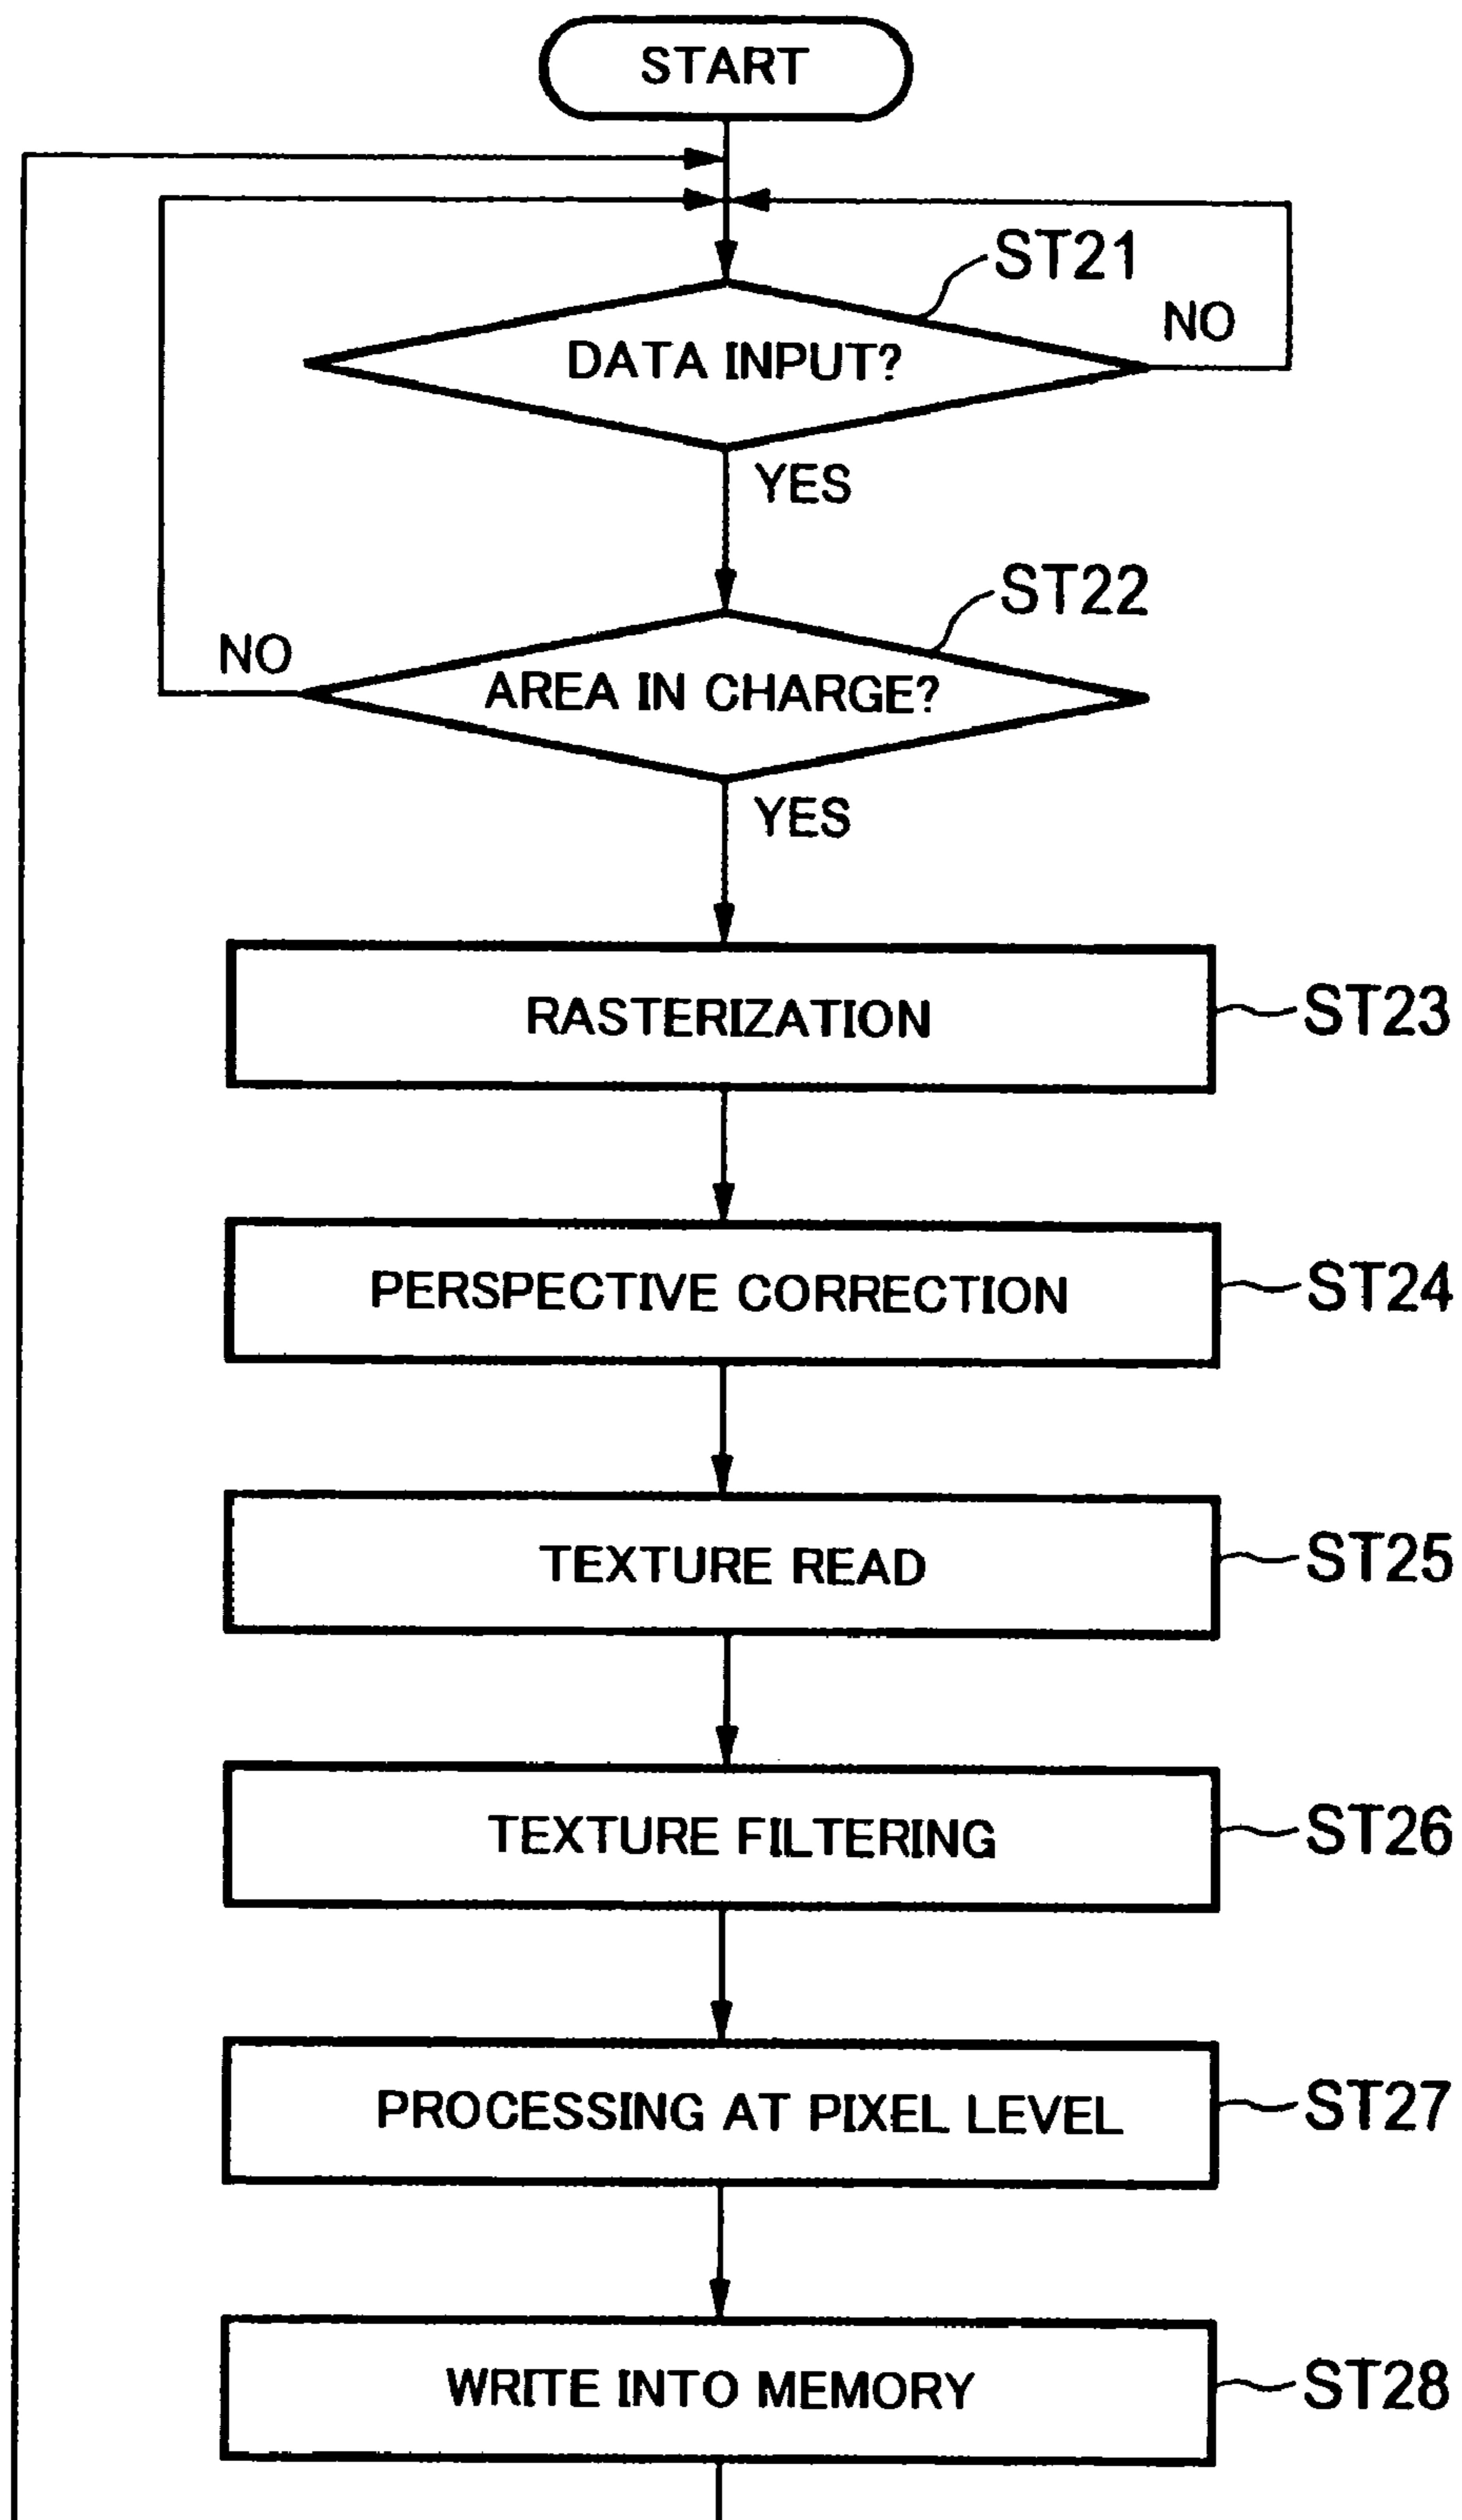 START
ST21
NO
DATA INPUT?
YES
ST22
NO
AREA IN CHARGE?
YES
RASTERIZATION
ST23
PERSPECTIVE CORRECTION
ST24
TEXTURE READ
ST25
TEXTURE FILTERING
ST26
PROCESSING AT PIXEL LEVEL
ST27
WRITE INTO MEMORY
ST28